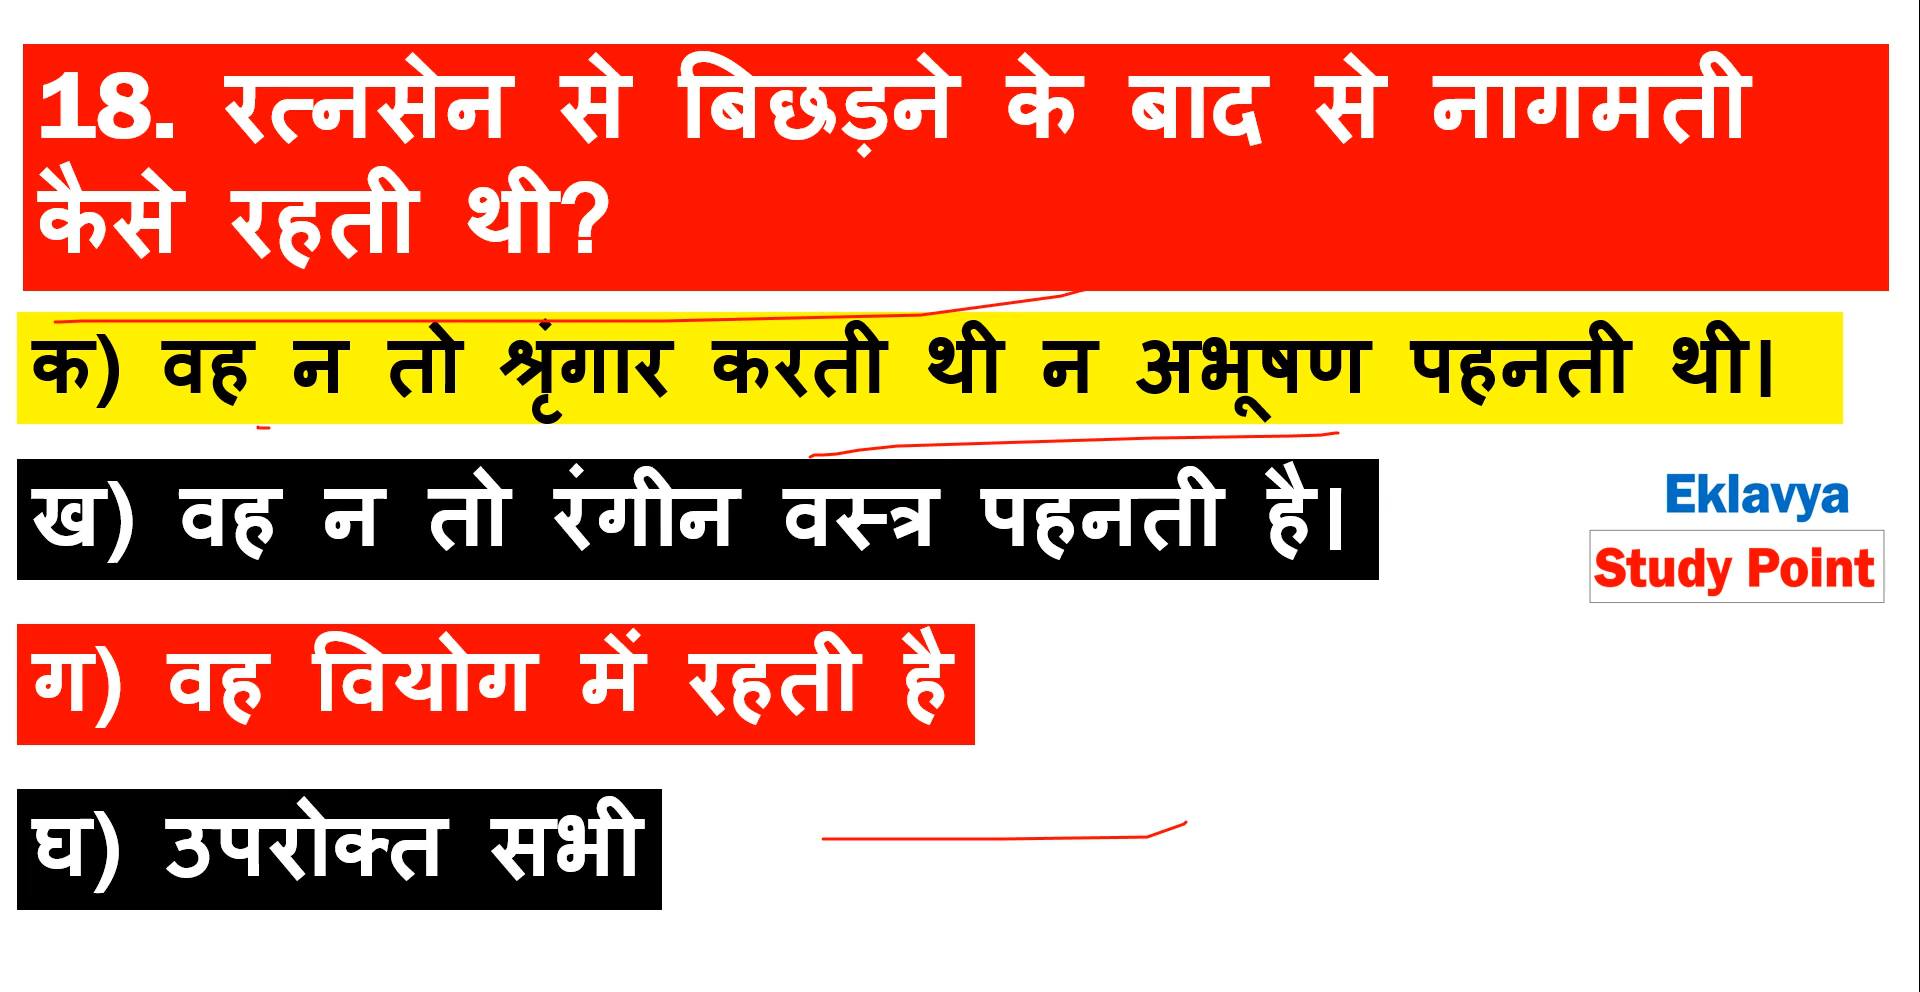 18. रत्नसेन से बिछड़ने के बाद से नागमती
कैसे रहती थी?
क) वह न तो श्रृंगार करती थी न अभूषण पहनती थी।
ख) वह न तो रंगीन वस्त्र पहनती है।
Eklavya
Study Point
ग) वह वियोग में रहती है
घ) उपरोक्त सभी